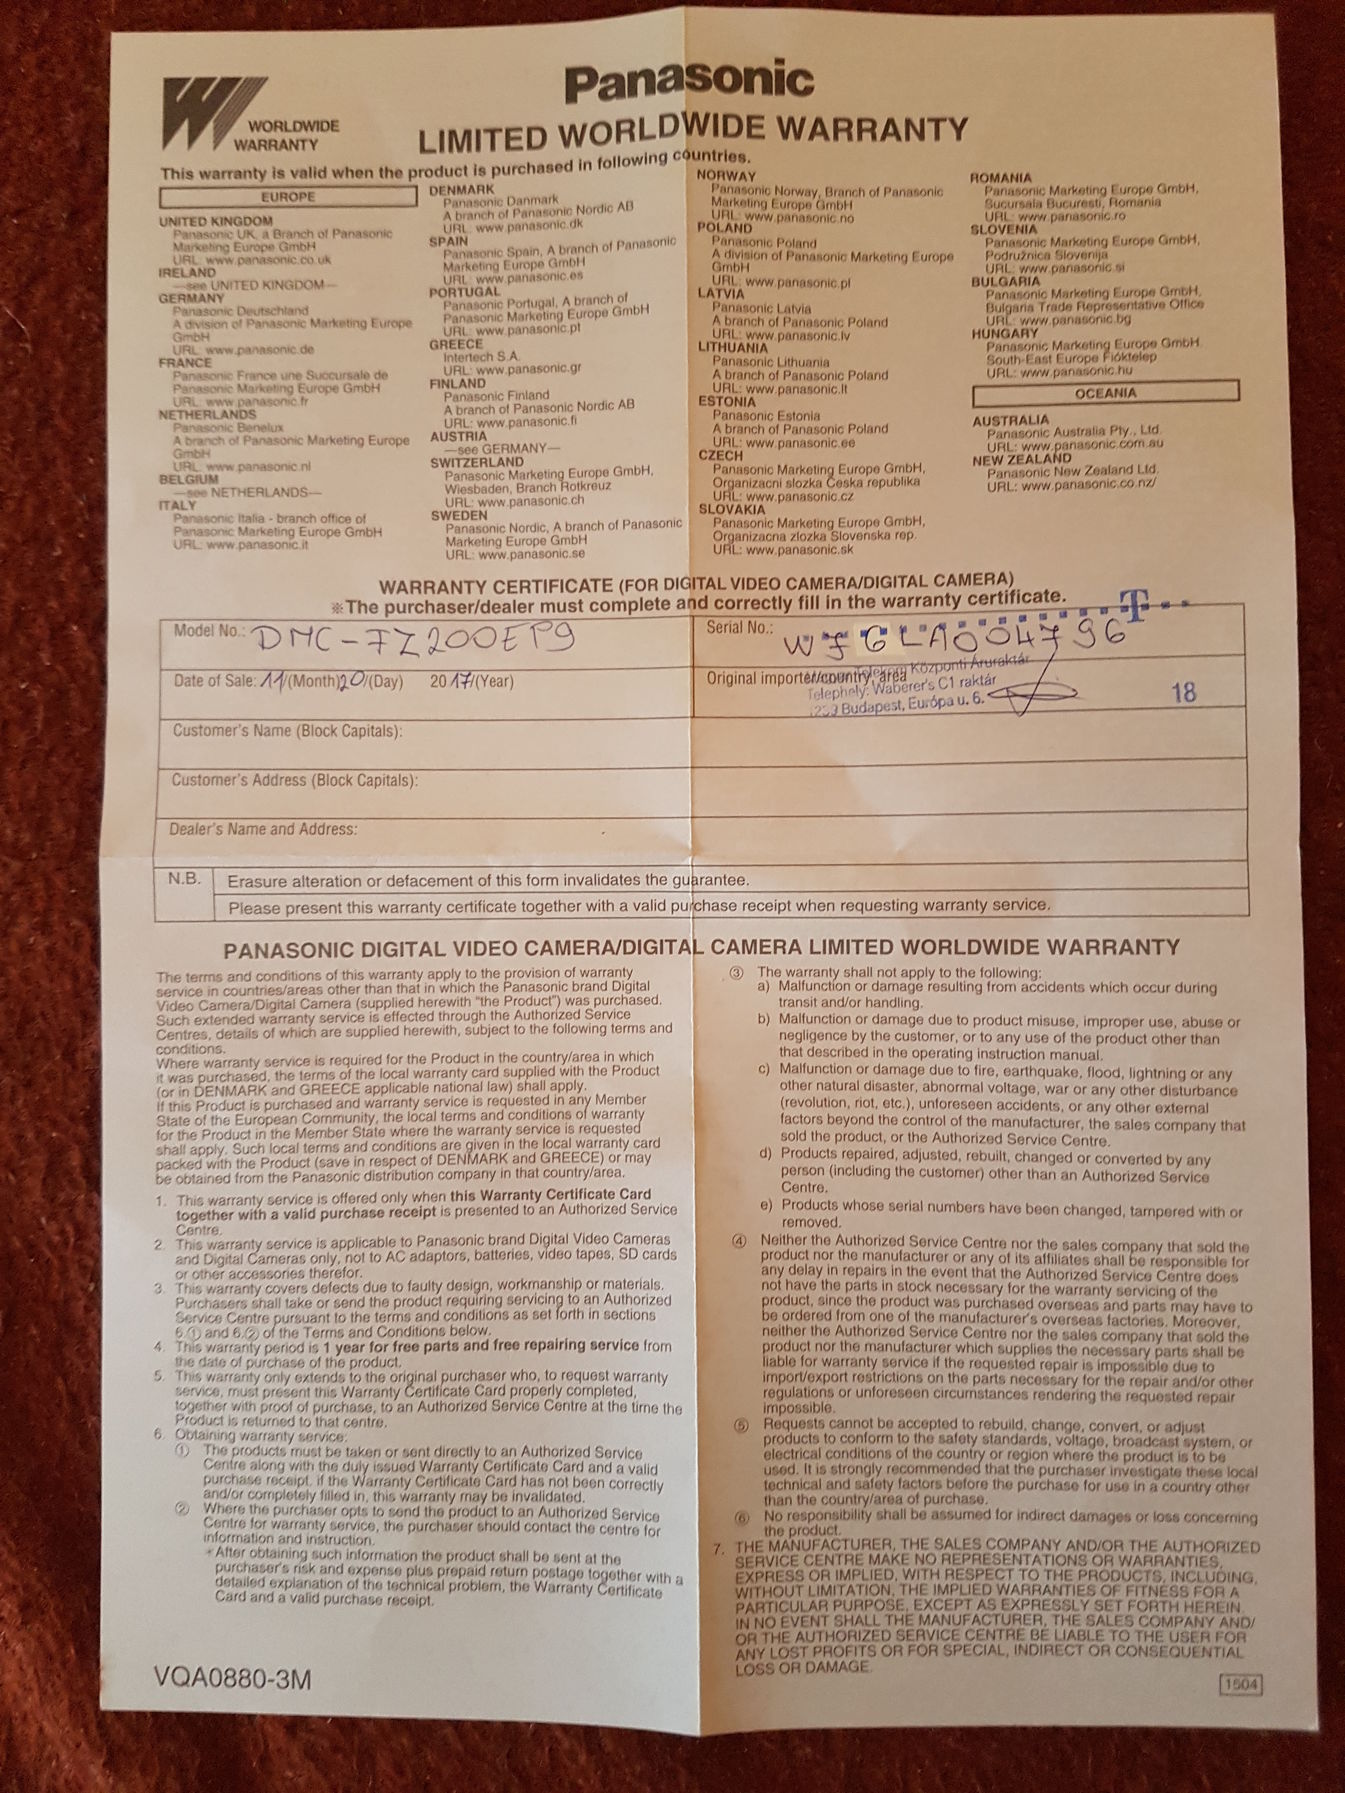 Panasonic
WORLDWIDE
WARRANTY
LIMITED WORLDWIDE WARRANTY
This warranty is valid when the product is purchased in following countries.
EUROPE
UNITED KINGDOM
Panasonic UK, a Branch of Panasonic
Marketing Europe GmbH
URL: www.panasonic.co.uk
IRELAND
—see UNITED KINGDOM—
GERMANY
Panasonic Deutschland
A division of Panasonic Marketing Europe
GmbH
URL: www.panasonic.de
FRANCE
Panasonic France une Succursale de
Panasonic Marketing Europe GmbH
URL: www.panasonic.fr
NETHERLANDS
Panasonic Benelux
A branch of Panasonic Marketing Europe
GmbH
URL: www.panasonic.nl
BELGIUM
—see NETHERLANDS—
ITALY
Panasonic Italia - branch office of
Panasonic Marketing Europe GmbH
URL: www.panasonic.it
DENMARK
Panasonic Danmark
A branch of Panasonic Nordic AB
URL: www.panasonic.dk
SPAIN
Panasonic Spain, A branch of Panasonic
Marketing Europe GmbH
URL: www.panasonic.es
PORTUGAL
Panasonic Portugal, A branch of
Panasonic Marketing Europe GmbH
URL: www.panasonic.pt
GREECE
Intertech S.A.
URL: www.panasonic.gr
FINLAND
Panasonic Finland
A branch of Panasonic Nordic AB
URL: www.panasonic.fi
AUSTRIA
—see GERMANY—
SWITZERLAND
Panasonic Marketing Europe GmbH,
Wiesbaden, Branch Rotkreuz
URL: www.panasonic.ch
SWEDEN
Panasonic Nordic, A branch of Panasonic
Marketing Europe GmbH
URL: www.panasonic.se
NORWAY
Panasonic Norway, Branch of Panasonic
Marketing Europe GmbH
URL: www.panasonic.no
POLAND
Panasonic Poland
A division of Panasonic Marketing Europe
GmbH
URL: www.panasonic.pl
LATVIA
Panasonic Latvia
A branch of Panasonic Poland
URL: www.panasonic.lv
LITHUANIA
Panasonic Lithuania
A branch of Panasonic Poland
URL: www.panasonic.lt
ESTONIA
Panasonic Estonia
A branch of Panasonic Poland
URL: www.panasonic.ee
CZECH
Panasonic Marketing Europe GmbH,
Organizacni slozka Ceska republika
URL: www.panasonic.cz
SLOVAKIA
Panasonic Marketing Europe GmbH,
Organizacna zlozka Slovenska rep.
URL: www.panasonic.sk
ROMANIA
Panasonic Marketing Europe GmbH,
Sucursala Bucuresti, Romania
URL: www.panasonic.ro
SLOVENIA
Panasonic Marketing Europe GmbH,
Podružnica Slovenija
URL: www.panasonic.si
BULGARIA
Panasonic Marketing Europe GmbH,
Bulgaria Trade Representative Office
URL: www.panasonic.bg
HUNGARY
Panasonic Marketing Europe GmbH.
South-East Europe Fióktelep
URL: www.panasonic.hu
OCEANIA
AUSTRALIA
Panasonic Australia Pty., Ltd.
URL: www.panasonic.com.au
NEW ZEALAND
Panasonic New Zealand Ltd.
URL: www.panasonic.co.nz/
WARRANTY CERTIFICATE (FOR DIGITAL VIDEO CAMERA/DIGITAL CAMERA)
※The purchaser/dealer must complete and correctly fill in the warranty certificate.
Model No.: DMC-FZ200EP9
Serial No.: WJ6LA004796
T
Date of Sale: 11/(Month)20/(Day) 2017/(Year)
Original importer/country, area
Telekom Központi Áruraktár
Telephely: Waberer's C1 raktár
Budapest, Európa u. 6.
18
Customer's Name (Block Capitals):
Customer's Address (Block Capitals):
Dealer's Name and Address:
N.B. Erasure alteration or defacement of this form invalidates the guarantee.
Please present this warranty certificate together with a valid purchase receipt when requesting warranty service.
PANASONIC DIGITAL VIDEO CAMERA/DIGITAL CAMERA LIMITED WORLDWIDE WARRANTY
The terms and conditions of this warranty apply to the provision of warranty
service in countries/areas other than that in which the Panasonic brand Digital
Video Camera/Digital Camera (supplied herewith "the Product") was purchased.
Such extended warranty service is effected through the Authorized Service
Centres, details of which are supplied herewith, subject to the following terms and
conditions.
Where warranty service is required for the Product in the country/area in which
it was purchased, the terms of the local warranty card supplied with the Product
(or in DENMARK and GREECE applicable national law) shall apply.
If this Product is purchased and warranty service is requested in any Member
State of the European Community, the local terms and conditions of warranty
for the Product in the Member State where the warranty service is requested
shall apply. Such local terms and conditions are given in the local warranty card
packed with the Product (save in respect of DENMARK and GREECE) or may
be obtained from the Panasonic distribution company in that country/area.
1. This warranty service is offered only when this Warranty Certificate Card
together with a valid purchase receipt is presented to an Authorized Service
Centre.
2. This warranty service is applicable to Panasonic brand Digital Video Cameras
and Digital Cameras only, not to AC adaptors, batteries, video tapes, SD cards
or other accessories therefor.
3. This warranty covers defects due to faulty design, workmanship or materials.
Purchasers shall take or send the product requiring servicing to an Authorized
Service Centre pursuant to the terms and conditions as set forth in sections
6.① and 6.② of the Terms and Conditions below.
4. This warranty period is 1 year for free parts and free repairing service from
the date of purchase of the product.
5. This warranty only extends to the original purchaser who, to request warranty
service, must present this Warranty Certificate Card properly completed,
together with proof of purchase, to an Authorized Service Centre at the time the
Product is returned to that centre.
6. Obtaining warranty service:
① The products must be taken or sent directly to an Authorized Service
Centre along with the duly issued Warranty Certificate Card and a valid
purchase receipt. if the Warranty Certificate Card has not been correctly
and/or completely filled in, this warranty may be invalidated.
② Where the purchaser opts to send the product to an Authorized Service
Centre for warranty service, the purchaser should contact the centre for
information and instruction.
*After obtaining such information the product shall be sent at the
purchaser's risk and expense plus prepaid return postage together with a
detailed explanation of the technical problem, the Warranty Certificate
Card and a valid purchase receipt.
③ The warranty shall not apply to the following:
a) Malfunction or damage resulting from accidents which occur during
transit and/or handling.
b) Malfunction or damage due to product misuse, improper use, abuse or
negligence by the customer, or to any use of the product other than
that described in the operating instruction manual.
c) Malfunction or damage due to fire, earthquake, flood, lightning or any
other natural disaster, abnormal voltage, war or any other disturbance
(revolution, riot, etc.), unforeseen accidents, or any other external
factors beyond the control of the manufacturer, the sales company that
sold the product, or the Authorized Service Centre.
d) Products repaired, adjusted, rebuilt, changed or converted by any
person (including the customer) other than an Authorized Service
Centre.
e) Products whose serial numbers have been changed, tampered with or
removed.
④ Neither the Authorized Service Centre nor the sales company that sold the
product nor the manufacturer or any of its affiliates shall be responsible for
any delay in repairs in the event that the Authorized Service Centre does
not have the parts in stock necessary for the warranty servicing of the
product, since the product was purchased overseas and parts may have to
be ordered from one of the manufacturer's overseas factories. Moreover,
neither the Authorized Service Centre nor the sales company that sold the
product nor the manufacturer which supplies the necessary parts shall be
liable for warranty service if the requested repair is impossible due to
import/export restrictions on the parts necessary for the repair and/or other
regulations or unforeseen circumstances rendering the requested repair
impossible.
⑤ Requests cannot be accepted to rebuild, change, convert, or adjust
products to conform to the safety standards, voltage, broadcast system, or
electrical conditions of the country or region where the product is to be
used. It is strongly recommended that the purchaser investigate these local
technical and safety factors before the purchase for use in a country other
than the country/area of purchase.
⑥ No responsibility shall be assumed for indirect damages or loss concerning
the product.
7. THE MANUFACTURER, THE SALES COMPANY AND/OR THE AUTHORIZED
SERVICE CENTRE MAKE NO REPRESENTATIONS OR WARRANTIES,
EXPRESS OR IMPLIED, WITH RESPECT TO THE PRODUCTS, INCLUDING,
WITHOUT LIMITATION, THE IMPLIED WARRANTIES OF FITNESS FOR A
PARTICULAR PURPOSE, EXCEPT AS EXPRESSLY SET FORTH HEREIN.
IN NO EVENT SHALL THE MANUFACTURER, THE SALES COMPANY AND/
OR THE AUTHORIZED SERVICE CENTRE BE LIABLE TO THE USER FOR
ANY LOST PROFITS OR FOR SPECIAL, INDIRECT OR CONSEQUENTIAL
LOSS OR DAMAGE.
VQA0880-3M
1504